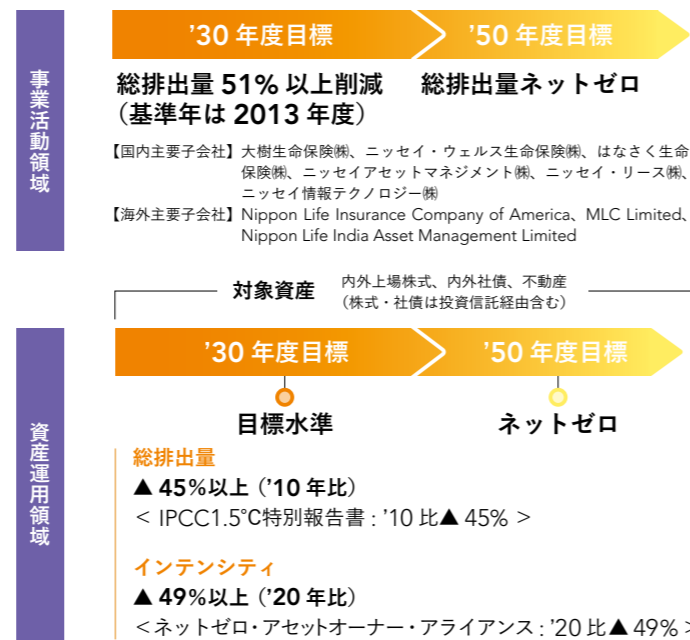 事業活動領域
’30 年度目標
’50 年度目標
総排出量 51% 以上削減
(基準年は 2013 年度)
総排出量ネットゼロ
【国内主要子会社】大樹生命保険㈱、ニッセイ・ウェルス生命保険㈱、はなさく生命
保険㈱、ニッセイアセットマネジメント㈱、ニッセイ・リース㈱、
ニッセイ情報テクノロジー㈱
【海外主要子会社】Nippon Life Insurance Company of America、MLC Limited、
Nippon Life India Asset Management Limited
対象資産
内外上場株式、内外社債、不動産
(株式・社債は投資信託経由含む)
資産運用領域
’30 年度目標
’50 年度目標
目標水準
ネットゼロ
総排出量
▲ 45%以上 (’10 年比)
< IPCC1.5℃特別報告書 : ’10 比▲ 45% >
インテンシティ
▲ 49%以上 (’20 年比)
<ネットゼロ・アセットオーナー・アライアンス : ’20 比▲ 49% >